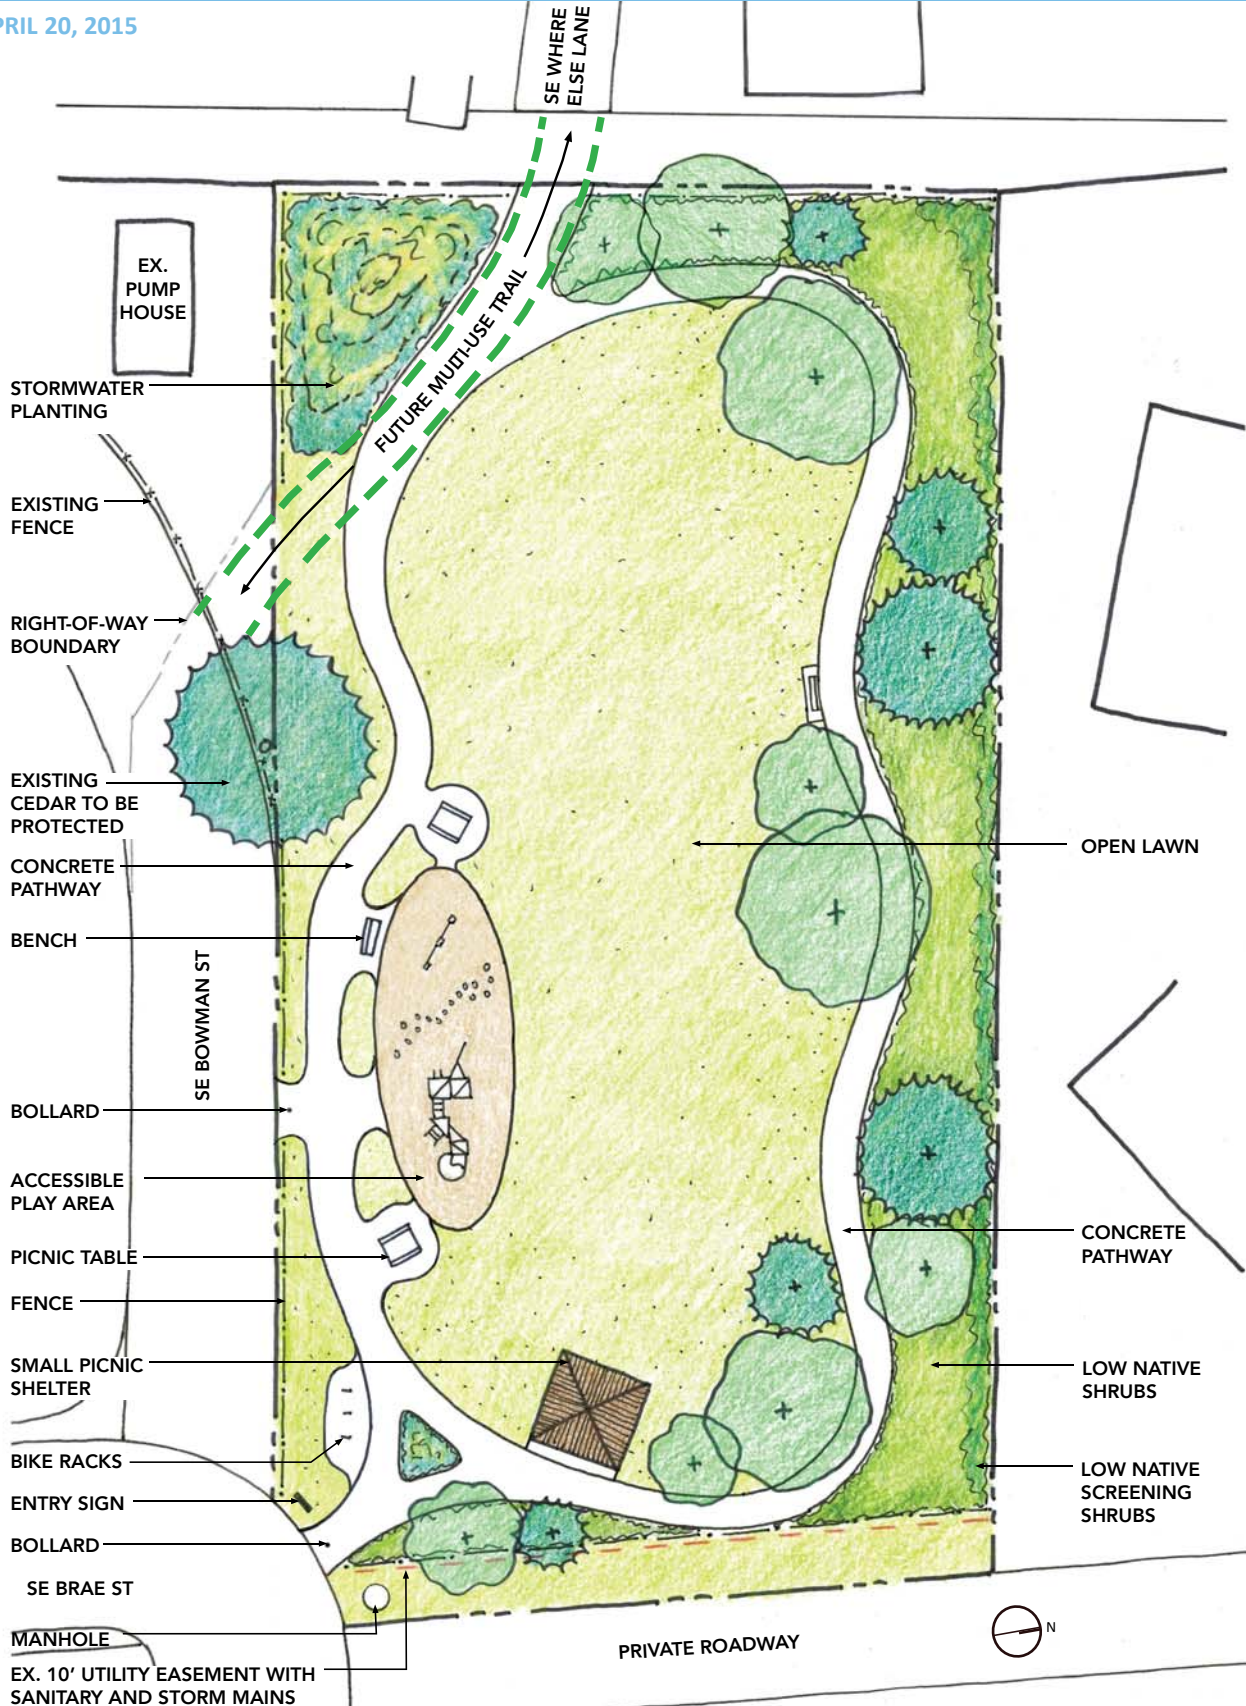 PRIL 20, 2015
SE WHERE
ELSE LANE
EX.
PUMP
HOUSE
FUTURE MULTI-USE TRAIL
STORMWATER
PLANTING
EXISTING
FENCE
RIGHT-OF-WAY
BOUNDARY
EXISTING
CEDAR TO BE
PROTECTED
CONCRETE
PATHWAY
OPEN LAWN
BENCH
SE BOWMAN ST
BOLLARD
ACCESSIBLE
PLAY AREA
PICNIC TABLE
CONCRETE
PATHWAY
FENCE
SMALL PICNIC
SHELTER
LOW NATIVE
SHRUBS
BIKE RACKS
LOW NATIVE
SCREENING
SHRUBS
ENTRY SIGN
BOLLARD
SE BRAE ST
MANHOLE
PRIVATE ROADWAY
N
EX. 10’ UTILITY EASEMENT WITH
SANITARY AND STORM MAINS